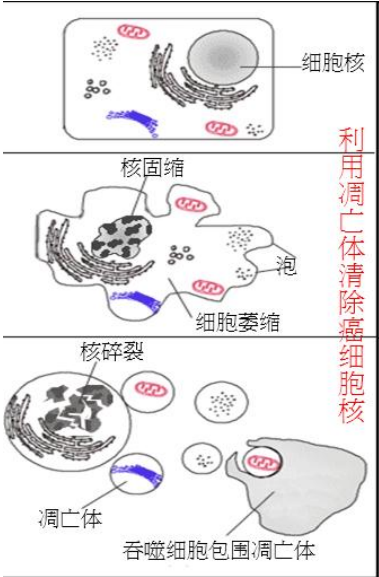 细胞核
利用凋亡体清除癌细胞核
核固缩
泡
细胞萎缩
核碎裂
凋亡体
吞噬细胞包围凋亡体